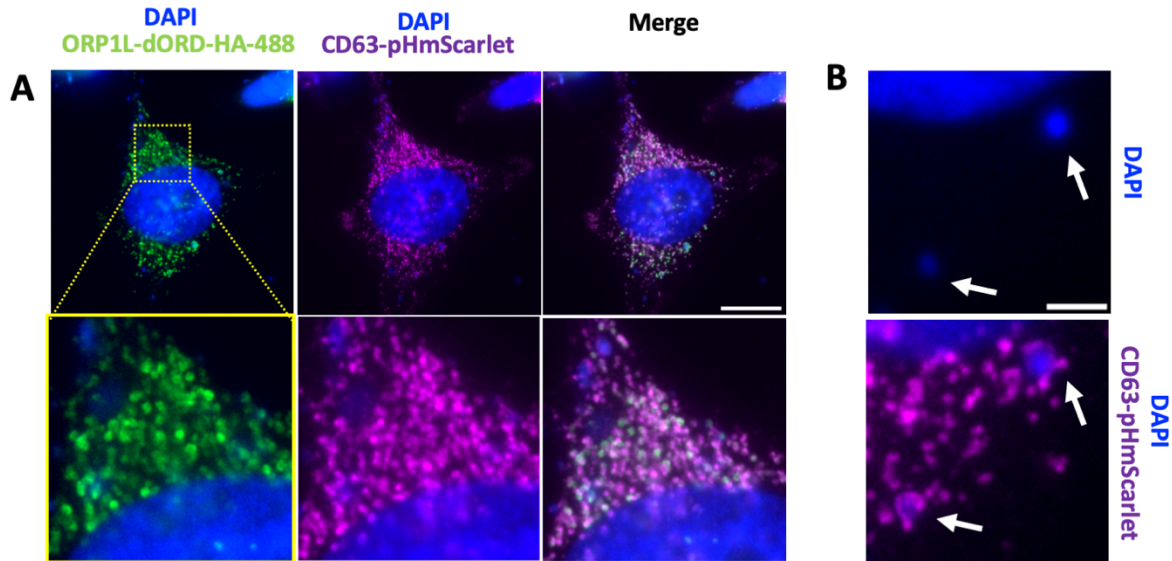 DAPI
ORP1L-dORD-HA-488
DAPI
CD63-pHmScarlet
Merge
A
B
DAPI
DAPI
CD63-pHmScarlet